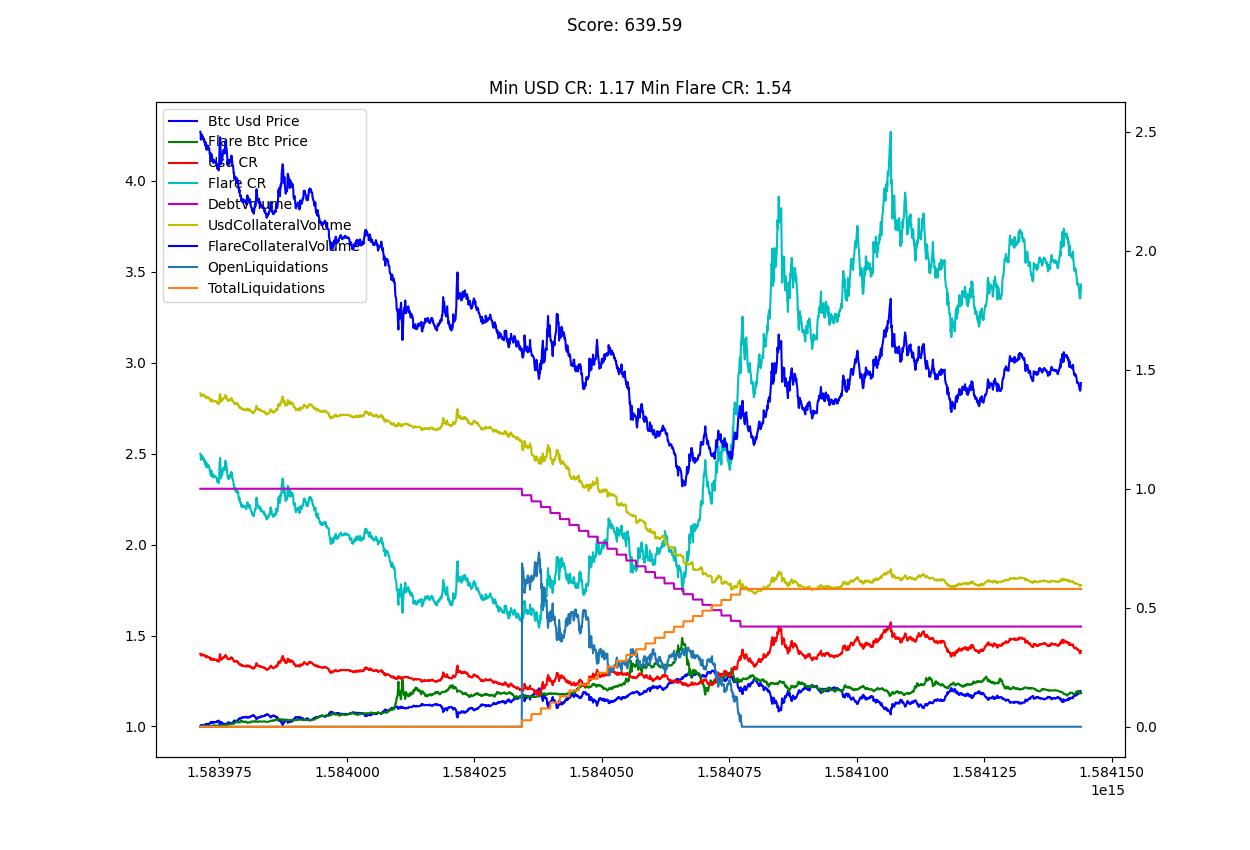 Score: 639.59
Min USD CR: 1.17 Min Flare CR: 1.54
Btc Usd Price
Flare Btc Price
Usd CR
Flare CR
DebtVolume
UsdCollateralVolume
FlareCollateralVolume
OpenLiquidations
TotalLiquidations
4.0
3.5
3.0
2.5
2.0
1.5
1.0
2.5
2.0
1.5
1.0
0.5
0.0
1.583975 1.584000 1.584025 1.584050 1.584075 1.584100 1.584125 1.584150
1e15